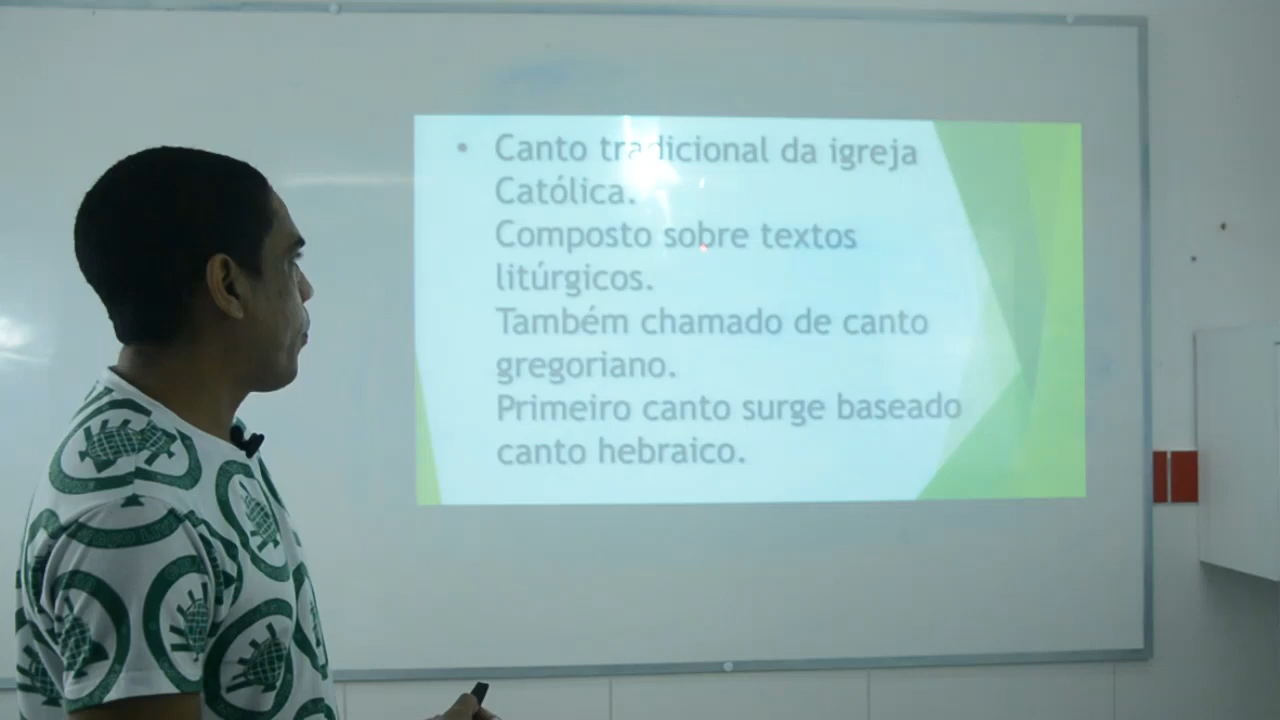 • Canto tradicional da igreja
Católica.
Composto sobre textos
litúrgicos.
Também chamado de canto
gregoriano.
Primeiro canto surge baseado
canto hebraico.